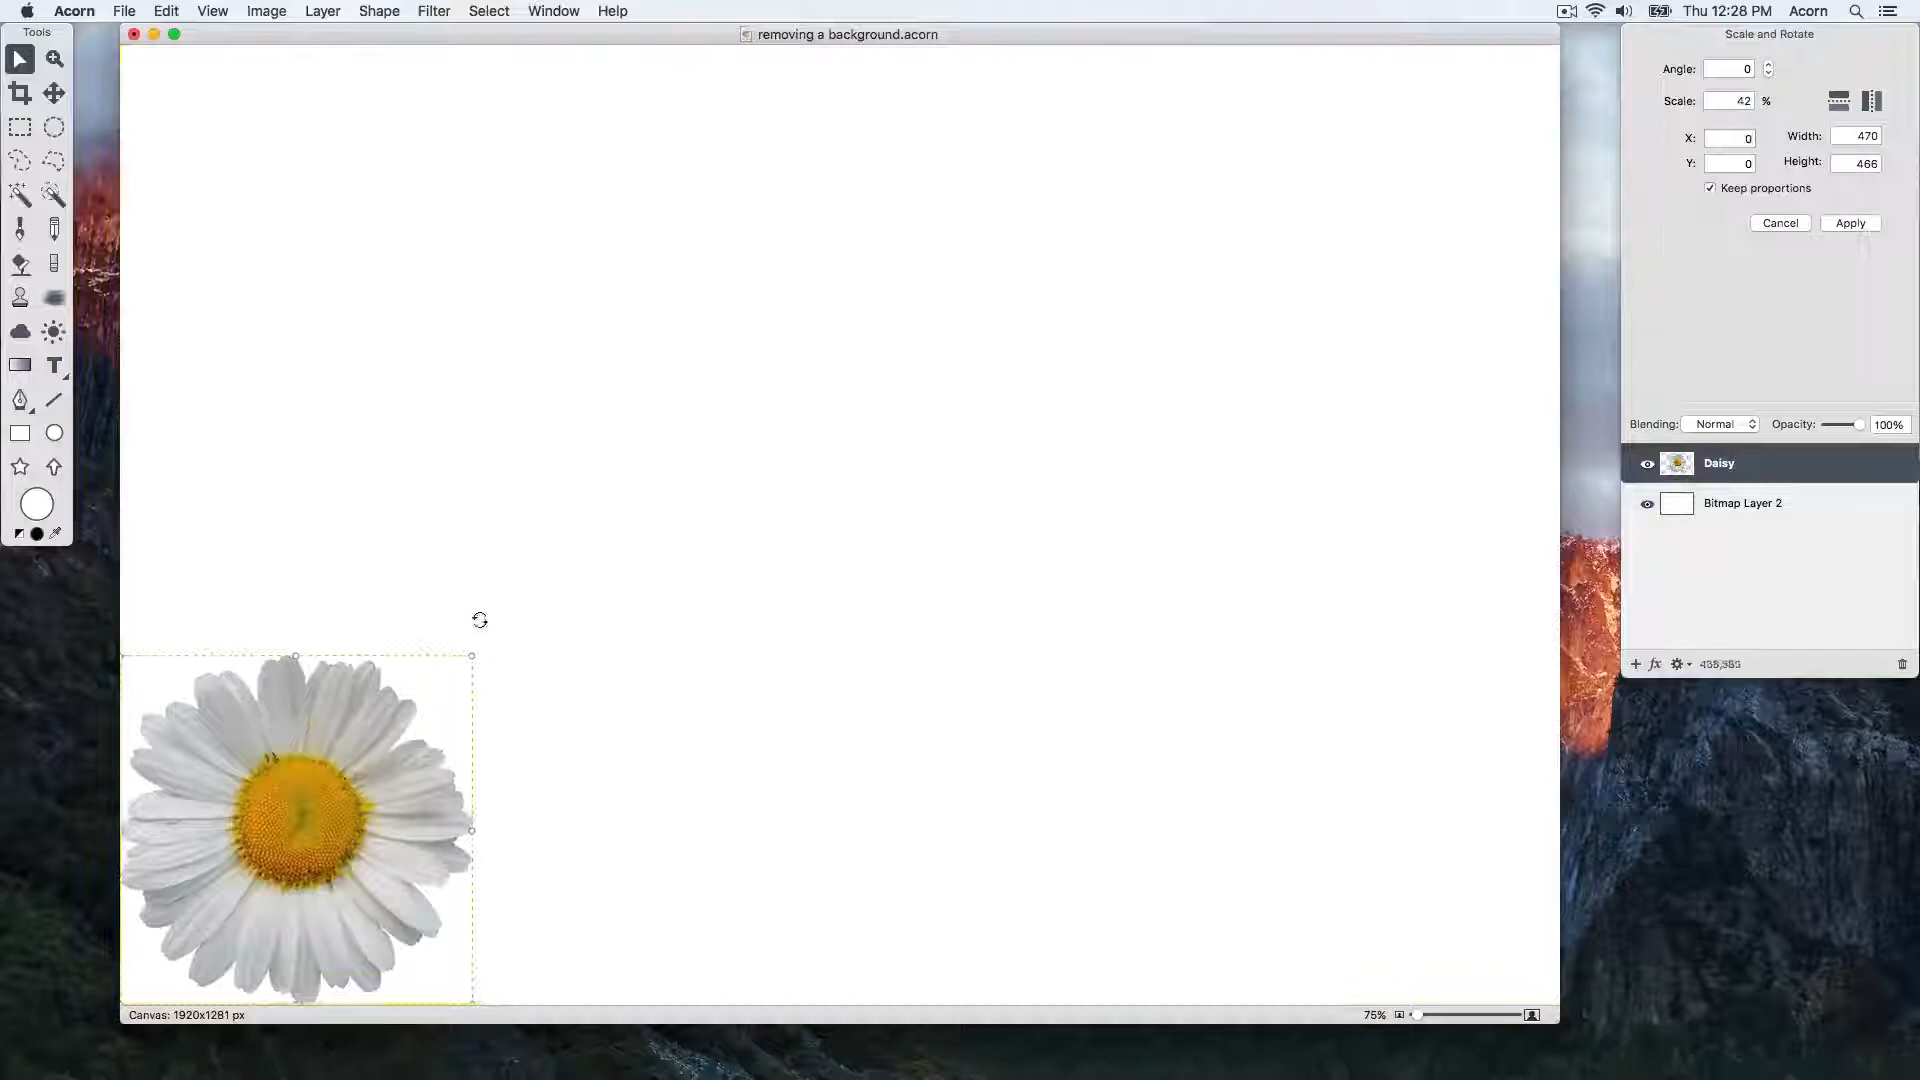 Acorn File Edit View Image Layer Shape Filter Select Window Help
Thu 12:28 PM Acorn
Tools
removing a background.acorn
Scale and Rotate
Angle: 0
Scale: 42 %
X: 0 Width: 470
Y: 0 Height: 466
Keep proportions
Cancel Apply
Blending: Normal Opacity: 100%
Daisy
Bitmap Layer 2
fx
T
Canvas: 1920x1281 px
75%